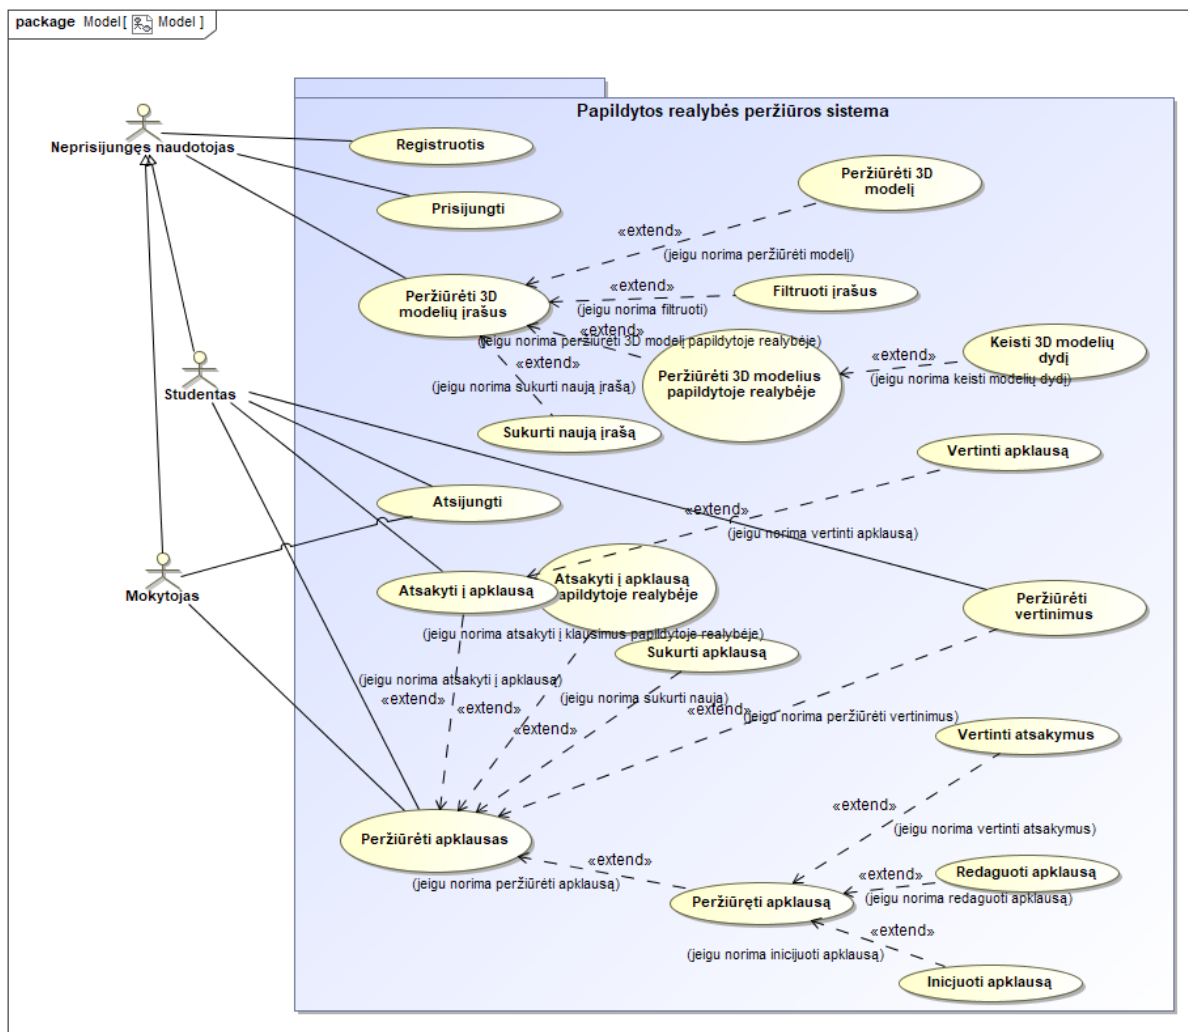 package Model [ Model ]
Papildytos realybės peržiūros sistema
Neprisijungęs naudotojas
Registruotis
Peržiūrėti 3D
modelį
Prisijungti
«extend»
(jeigu norima peržiūrėti modelį)
Peržiūrėti 3D
modelių įrašus
«extend»
(jeigu norima filtruoti)
Filtruoti įrašus
«extend»
(jeigu norima peržiūrėti 3D modelį papildytoje realybėje)
Keisti 3D modelių
dydį
«extend»
(jeigu norima keisti modelių dydį)
«extend»
(jeigu norima sukurti naują įrašą)
Peržiūrėti 3D modelius
papildytoje realybėje
Studentas
Sukurti naują įrašą
Vertinti apklausą
Atsijungti
«extend»
(jeigu norima vertinti apklausą)
Mokytojas
Atsakyti į apklausą
Atsakyti į apklausą
papildytoje realybėje
Peržiūrėti
vertinimus
(jeigu norima atsakyti į klausimus papildytoje realybėje)
Sukurti apklausą
(jeigu norima atsakyti į apklausą)
«extend»
(jeigu norima sukurti naują)
«extend»
«extend»
«extend»
(jeigu norima peržiūrėti vertinimus)
Vertinti atsakymus
«extend»
(jeigu norima vertinti atsakymus)
Peržiūrėti apklausas
«extend»
(jeigu norima peržiūrėti apklausą)
Redaguoti apklausą
«extend»
(jeigu norima redaguoti apklausą)
Peržiūręti apklausą
«extend»
(jeigu norima inicijuoti apklausą)
Inicjuoti apklausą